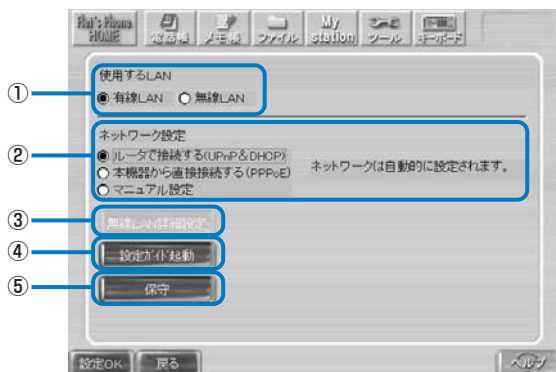 Flet's Phone HOME
電話帳
メモ帳
ファイル
My station
ツール
キーボード
①
使用するLAN
有線LAN 無線LAN
②
ネットワーク設定
ルータで接続する(UPnP&DHCP)
本機器から直接接続する(PPPoE)
マニュアル設定
ネットワークは自動的に設定されます。
③
無線LAN詳細設定
④
設定ガイド起動
⑤
保守
設定OK
戻る
ヘルプ